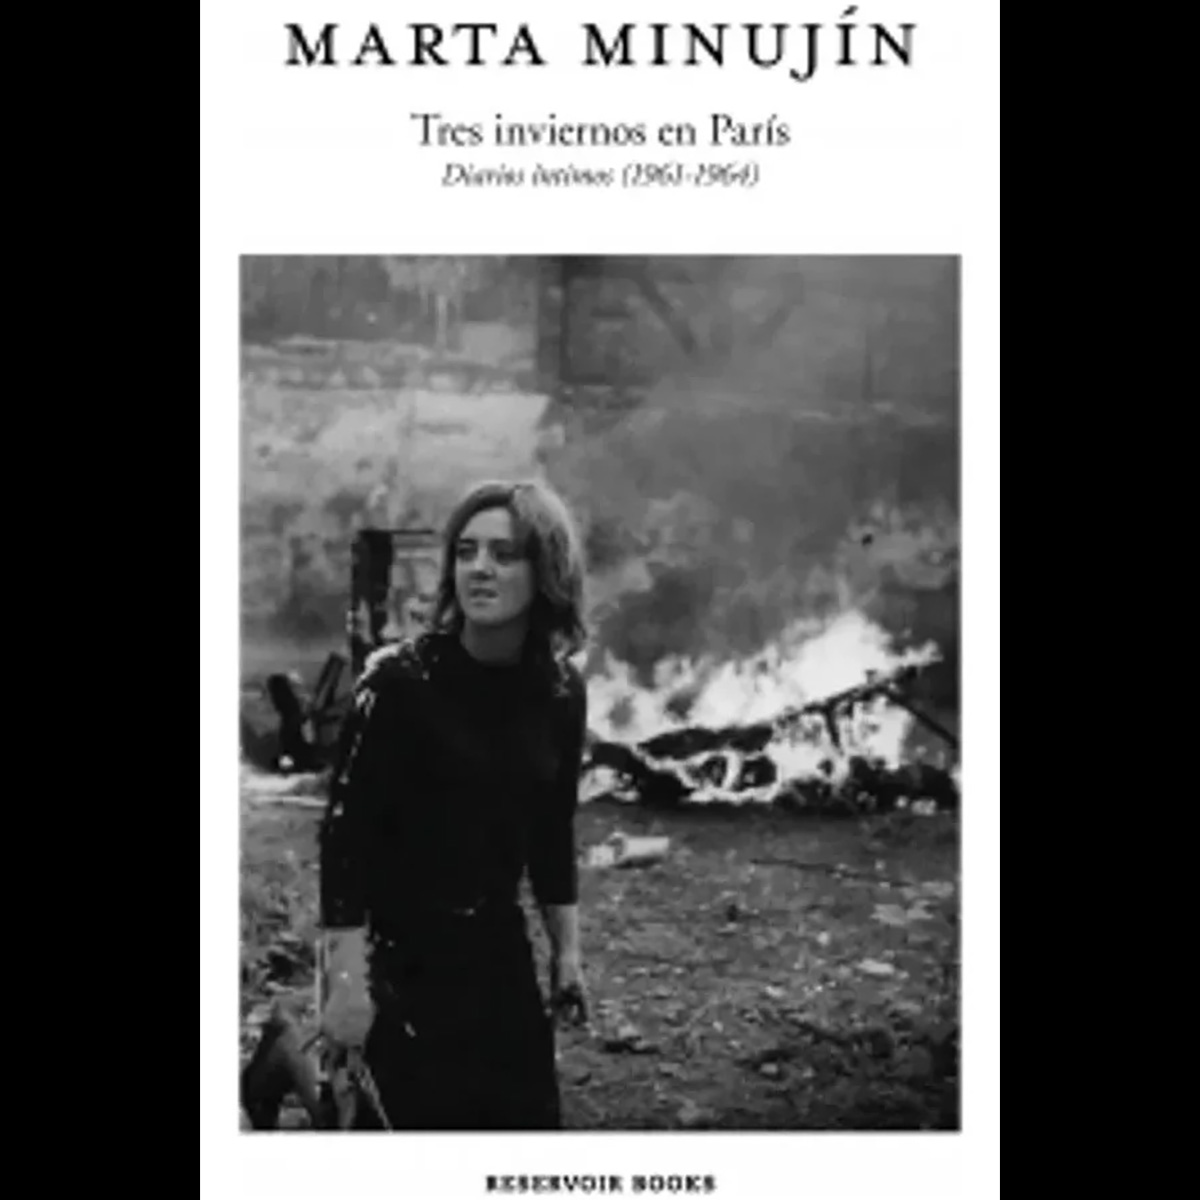 MARTA MINUJÍN
Tres inviernos en París
Diarios íntimos (1961-1964)
RESERVOIR BOOKS